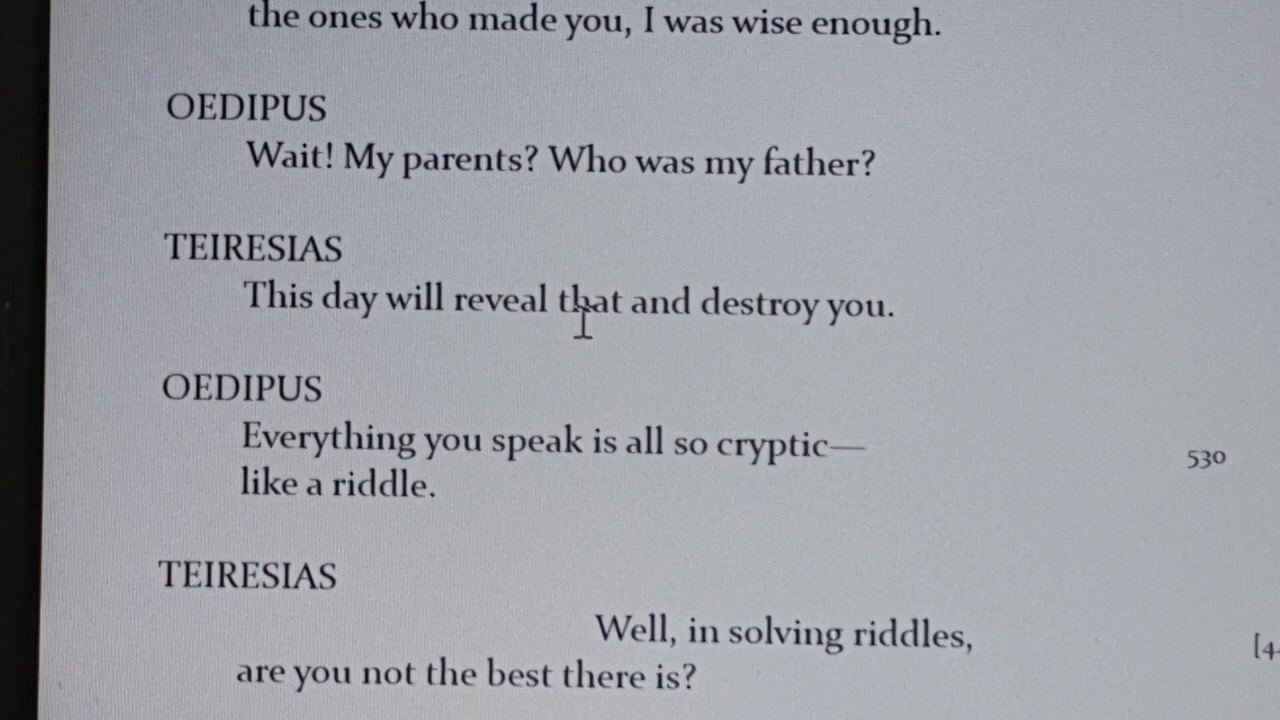 the ones who made you, I was wise enough.
OEDIPUS
Wait! My parents? Who was my father?
TEIRESIAS
This day will reveal that and destroy you.
OEDIPUS
Everything you speak is all so cryptic—
530
like a riddle.
TEIRESIAS
Well, in solving riddles,
are you not the best there is?